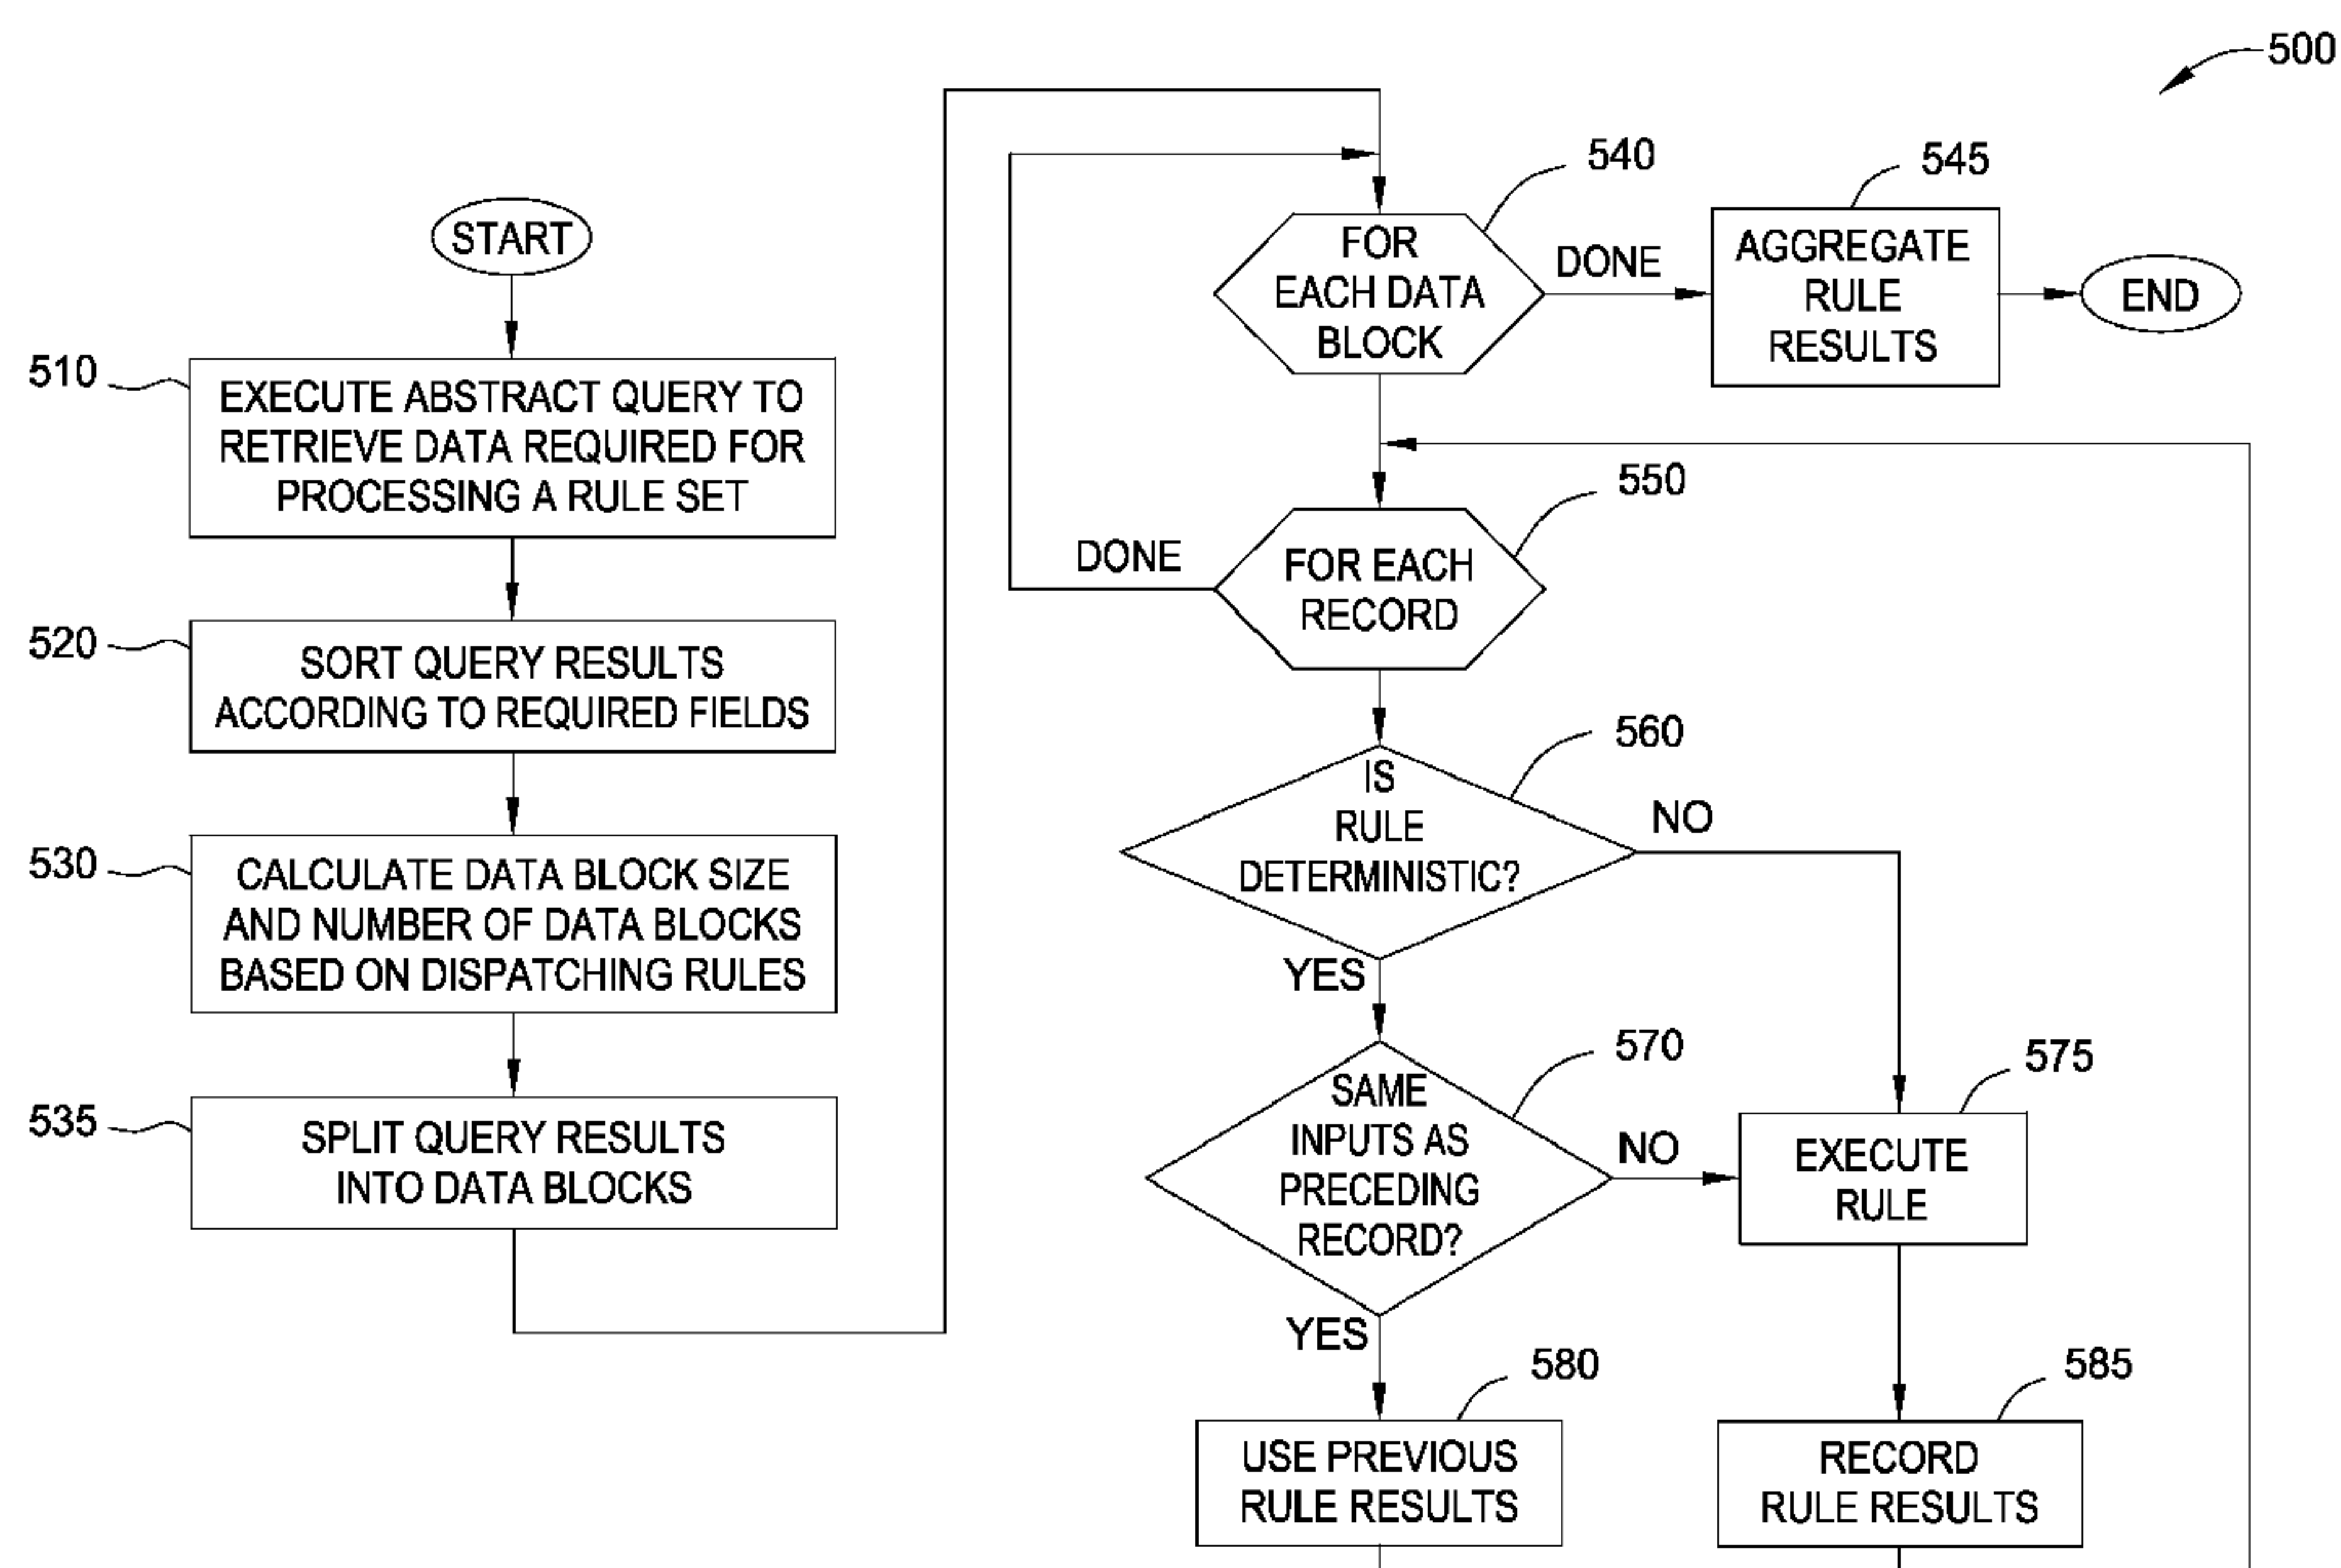 500
START
510
EXECUTE ABSTRACT QUERY TO
RETRIEVE DATA REQUIRED FOR
PROCESSING A RULE SET
520
SORT QUERY RESULTS
ACCORDING TO REQUIRED FIELDS
530
CALCULATE DATA BLOCK SIZE
AND NUMBER OF DATA BLOCKS
BASED ON DISPATCHING RULES
535
SPLIT QUERY RESULTS
INTO DATA BLOCKS
540
FOR
EACH DATA
BLOCK
DONE
545
AGGREGATE
RULE
RESULTS
END
550
FOR EACH
RECORD
DONE
560
IS
RULE
DETERMINISTIC?
NO
YES
570
SAME
INPUTS AS
PRECEDING
RECORD?
NO
YES
575
EXECUTE
RULE
580
USE PREVIOUS
RULE RESULTS
585
RECORD
RULE RESULTS